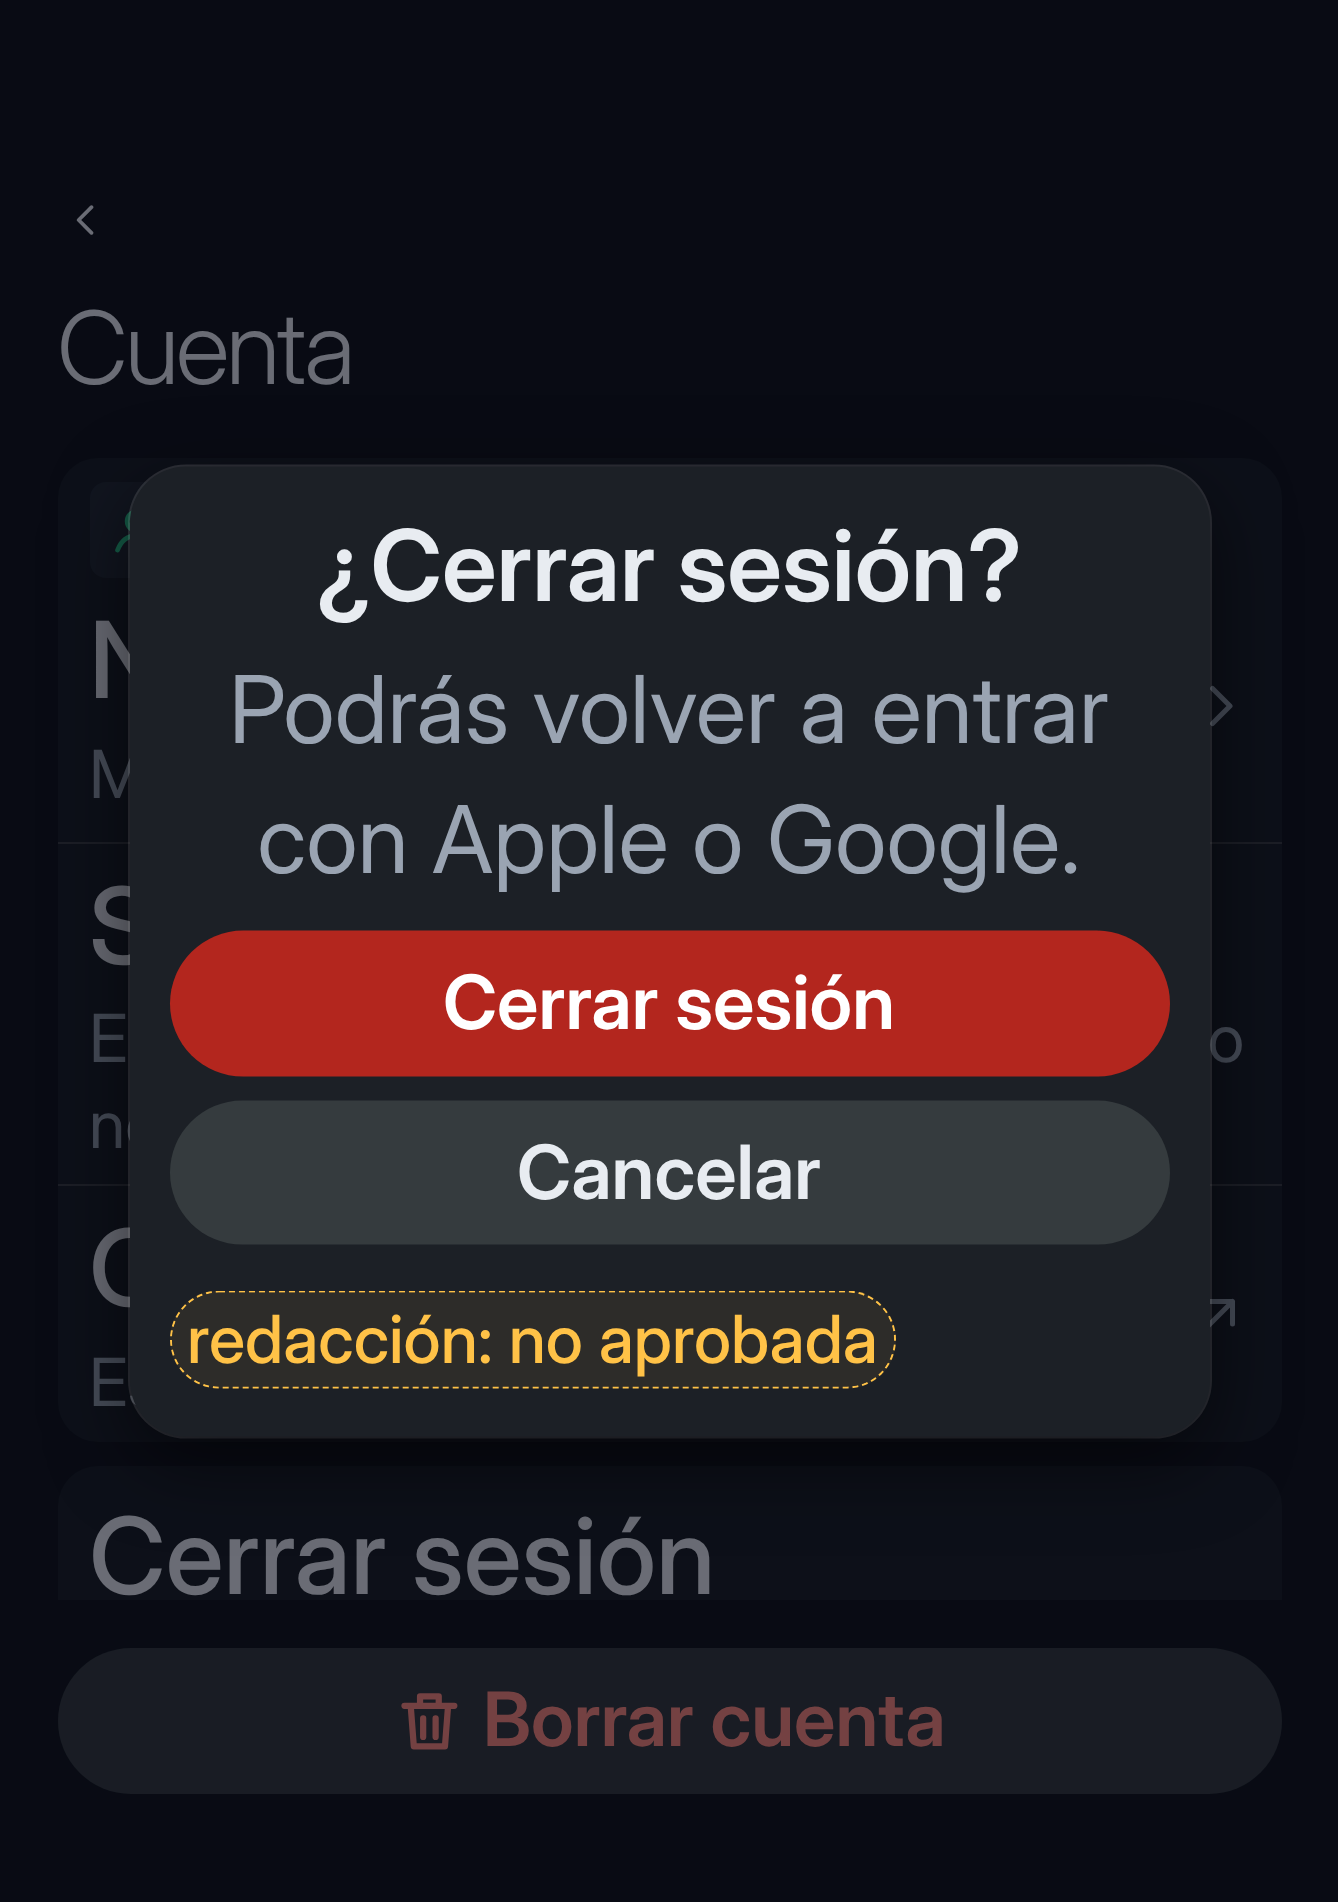 Cuenta
¿Cerrar sesión?
Podrás volver a entrar
con Apple o Google.
Cerrar sesión
Cancelar
redacción: no aprobada
Cerrar sesión
Borrar cuenta